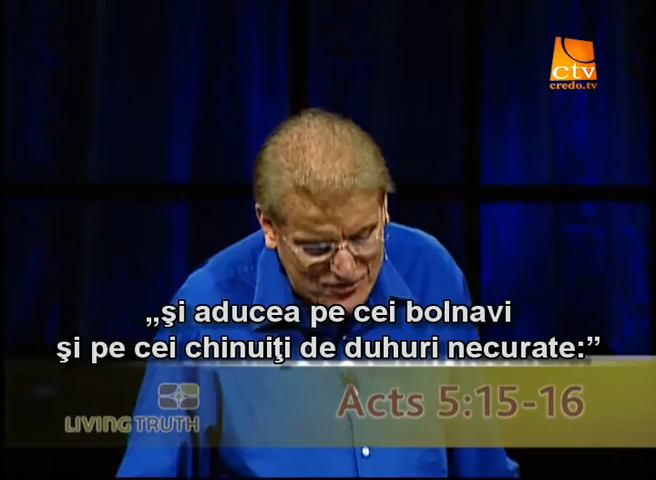 ctv
credo.tv
„şi aducea pe cei bolnavi
şi pe cei chinuiţi de duhuri necurate:”
Acts 5:15-16
LIVING TRUTH